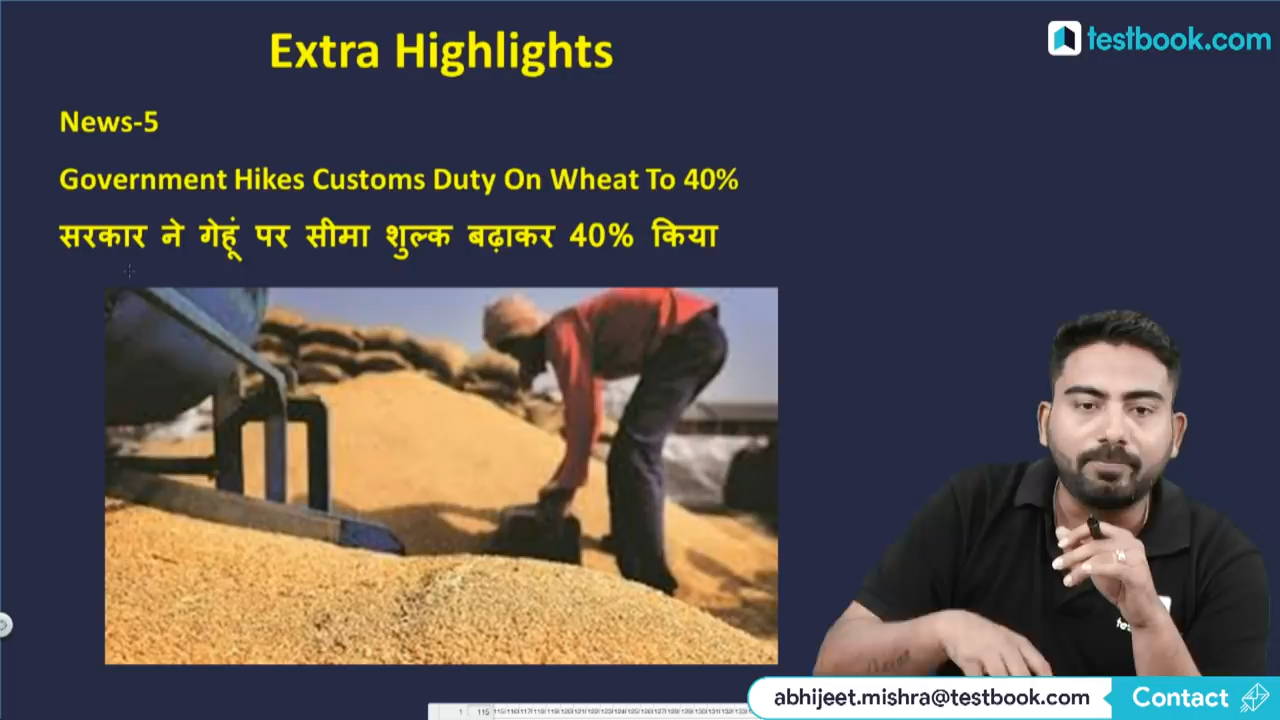 Extra Highlights
testbook.com
News-5
Government Hikes Customs Duty On Wheat To 40%
सरकार ने गेहूं पर सीमा शुल्क बढ़ाकर 40% किया
abhijeet.mishra@testbook.com
Contact